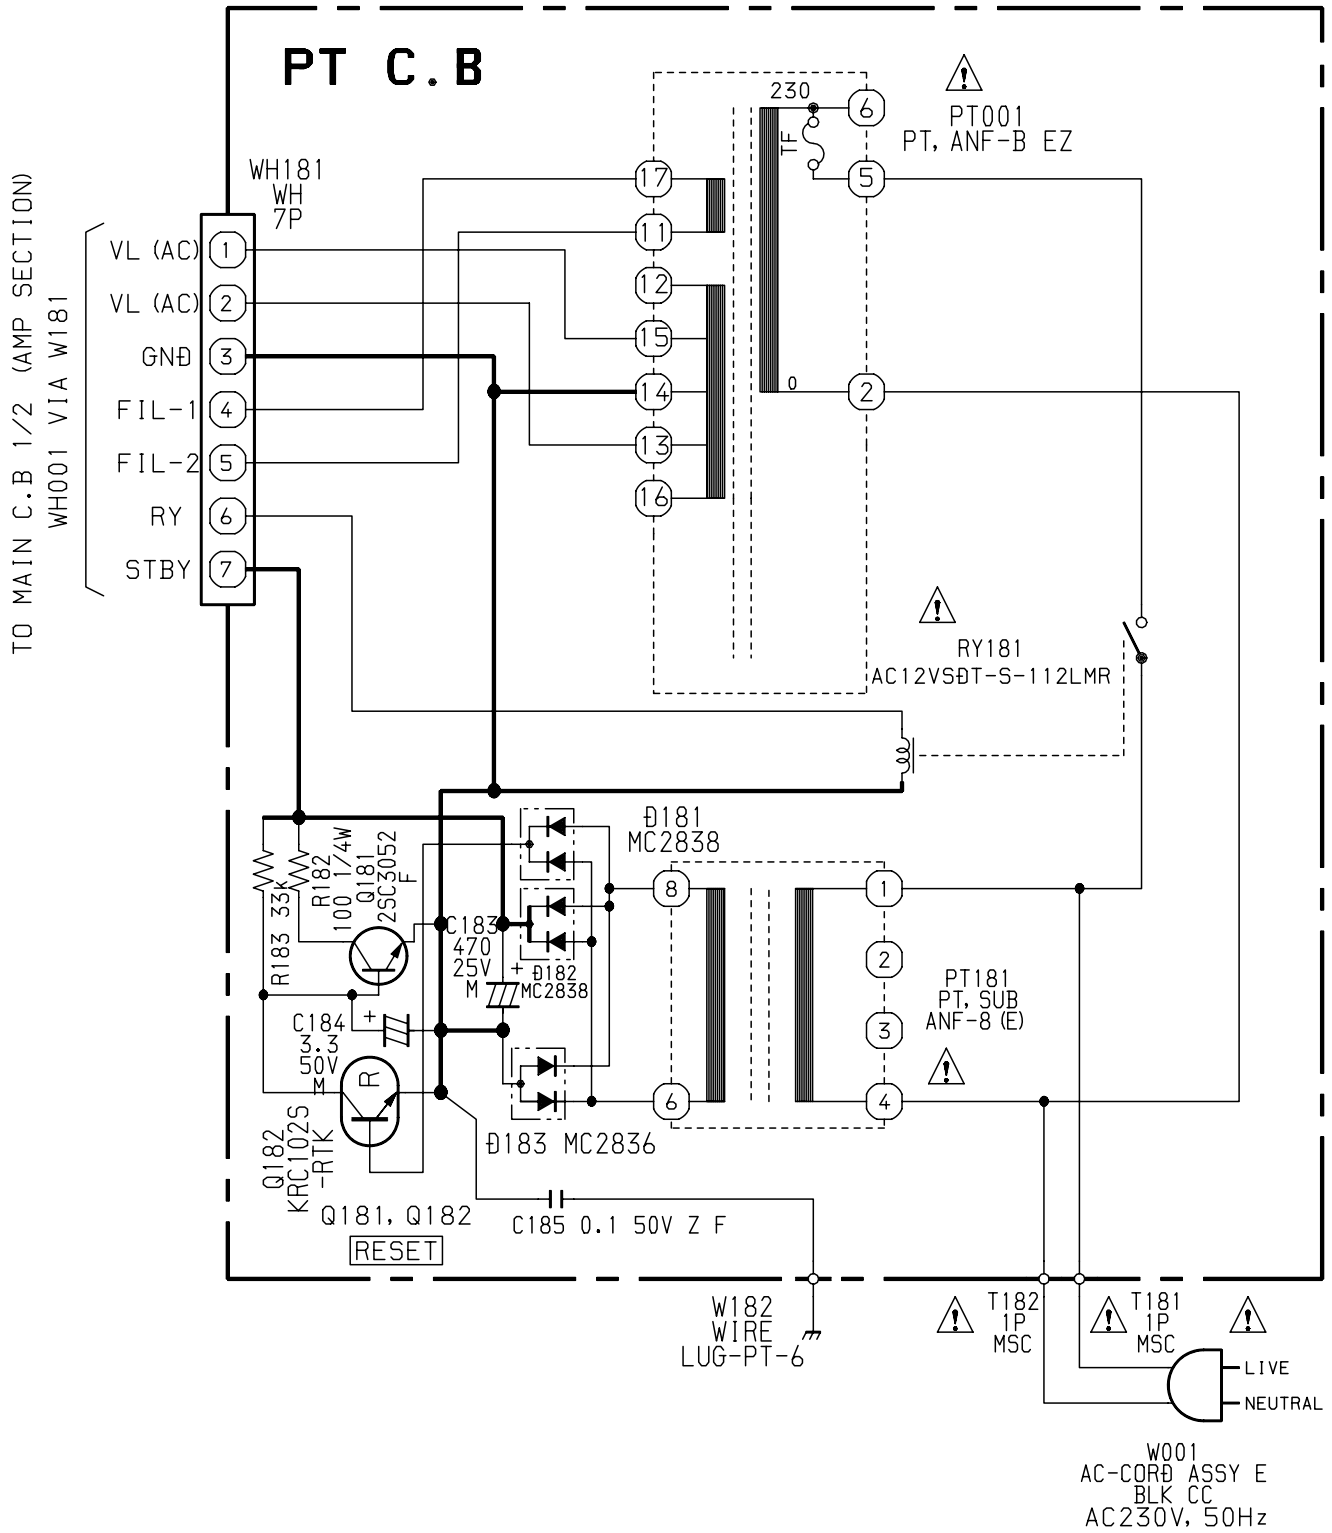 PT C.B
TO MAIN C.B 1/2 (AMP SECTION)
WH001 VIA W181
WH181
WH
7P
VL (AC) 1
VL (AC) 2
GND 3
FIL-1 4
FIL-2 5
RY 6
STBY 7
17
11
12
15
14
13
16
230
TF
0
6
5
2
PT001
PT, ANF-B EZ
RY181
AC12VSDT-S-112LMR
R183 33k
R182
100 1/4W
Q181
2SC3052
F
C183
470
25V
M
+
D181
MC2838
D182
MC2838
C184
3.3
50V
M
+
R
Q182
KRC102S
-RTK
D183 MC2836
8
6
1
2
3
4
PT181
PT, SUB
ANF-8 (E)
Q181, Q182
RESET
C185 0.1 50V Z F
W182
WIRE
LUG-PT-6
T182
1P
MSC
T181
1P
MSC
LIVE
NEUTRAL
W001
AC-CORD ASSY E
BLK CC
AC230V, 50Hz